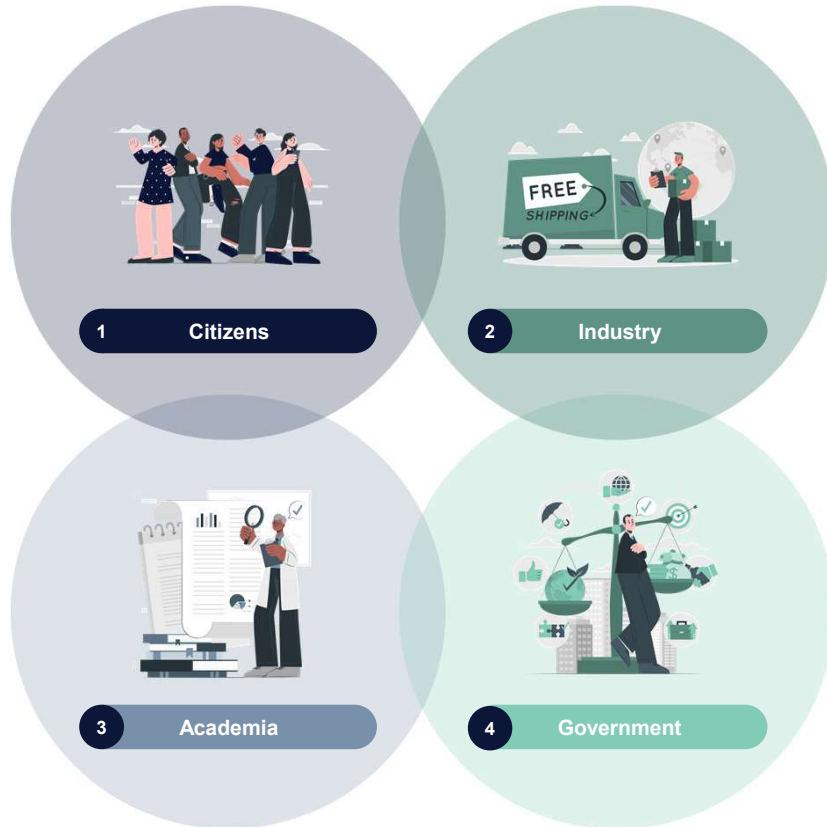 FREE
SHIPPING
1
Citizens
2
Industry
3
Academia
4
Government